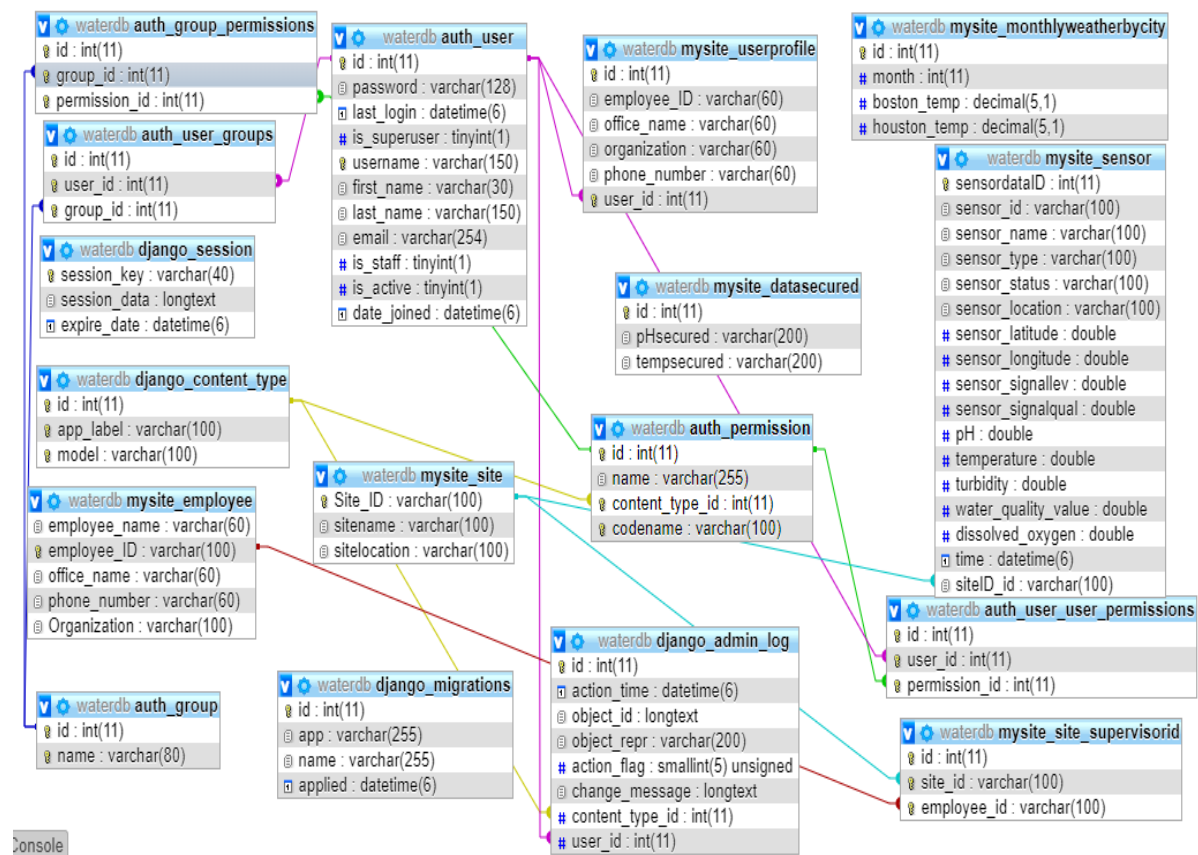 waterdb auth_group_permissions
id : int(11)
group_id : int(11)
permission_id : int(11)
waterdb auth_user_groups
id : int(11)
user_id : int(11)
group_id : int(11)
waterdb django_session
session_key : varchar(40)
session_data : longtext
expire_date : datetime(6)
waterdb django_content_type
id : int(11)
app_label : varchar(100)
model : varchar(100)
waterdb mysite_employee
employee_name : varchar(60)
employee_ID : varchar(100)
office_name : varchar(60)
phone_number : varchar(60)
Organization : varchar(100)
waterdb auth_group
id : int(11)
name : varchar(80)
Console
waterdb auth_user
id : int(11)
password : varchar(128)
last_login : datetime(6)
is_superuser : tinyint(1)
username : varchar(150)
first_name : varchar(30)
last_name : varchar(150)
email : varchar(254)
is_staff : tinyint(1)
is_active : tinyint(1)
date_joined : datetime(6)
waterdb mysite_site
Site_ID : varchar(100)
sitename : varchar(100)
sitelocation : varchar(100)
waterdb django_migrations
id : int(11)
app : varchar(255)
name : varchar(255)
applied : datetime(6)
waterdb mysite_userprofile
id : int(11)
employee_ID : varchar(60)
office_name : varchar(60)
organization : varchar(60)
phone_number : varchar(60)
user_id : int(11)
waterdb mysite_datasecured
id : int(11)
pHsecured : varchar(200)
tempsecured : varchar(200)
waterdb auth_permission
id : int(11)
name : varchar(255)
content_type_id : int(11)
codename : varchar(100)
waterdb django_admin_log
id : int(11)
action_time : datetime(6)
object_id : longtext
object_repr : varchar(200)
action_flag : smallint(5) unsigned
change_message : longtext
content_type_id : int(11)
user_id : int(11)
waterdb mysite_monthlyweatherbycity
id : int(11)
month : int(11)
boston_temp : decimal(5,1)
houston_temp : decimal(5,1)
waterdb mysite_sensor
sensordataID : int(11)
sensor_id : varchar(100)
sensor_name : varchar(100)
sensor_type : varchar(100)
sensor_status : varchar(100)
sensor_location : varchar(100)
sensor_latitude : double
sensor_longitude : double
sensor_signallev : double
sensor_signalqual : double
pH : double
temperature : double
turbidity : double
water_quality_value : double
dissolved_oxygen : double
time : datetime(6)
siteID_id : varchar(100)
waterdb auth_user_user_permissions
id : int(11)
user_id : int(11)
permission_id : int(11)
waterdb mysite_site_supervisorid
id : int(11)
site_id : varchar(100)
employee_id : varchar(100)